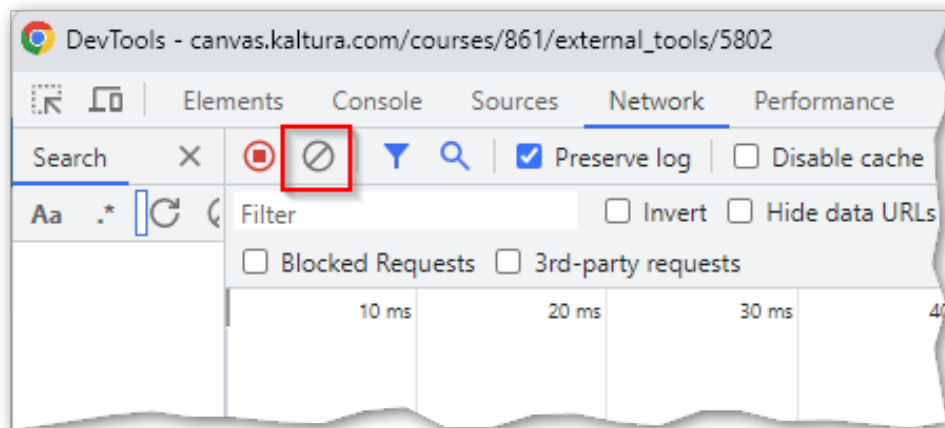 DevTools - canvas.kaltura.com/courses/861/external_tools/5802
Elements Console Sources Network Performance
Search Preserve log Disable cache
Aa .* Filter Invert Hide data URLs
Blocked Requests 3rd-party requests
10 ms 20 ms 30 ms